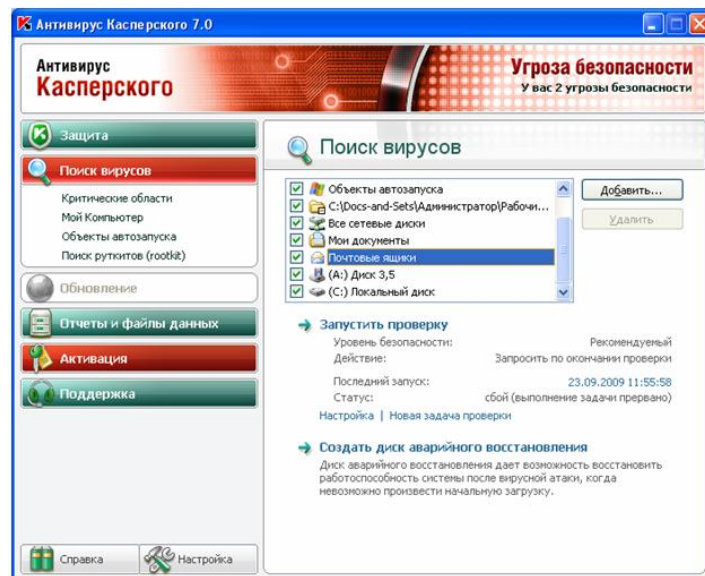 Антивирус Касперского 7.0
Антивирус
Касперского
Угроза безопасности
У вас 2 угрозы безопасности
Защита
Поиск вирусов
Критические области
Мой Компьютер
Объекты автозапуска
Поиск руткитов (rootkit)
Обновление
Отчеты и файлы данных
Активация
Поддержка
Справка
Настройка
Поиск вирусов
Объекты автозапуска
C:\Docs-and-Sets\Администратор\Рабочи...
Все сетевые диски
Мои документы
Почтовые ящики
(A:) Диск 3,5
(C:) Локальный диск
Добавить...
Удалить
Запустить проверку
Уровень безопасности: Рекомендуемый
Действие: Запросить по окончании проверки
Последний запуск: 23.09.2009 11:55:58
Статус: сбой (выполнение задачи прервано)
Настройка | Новая задача проверки
Создать диск аварийного восстановления
Диск аварийного восстановления дает возможность восстановить
работоспособность системы после вирусной атаки, когда
невозможно произвести начальную загрузку.